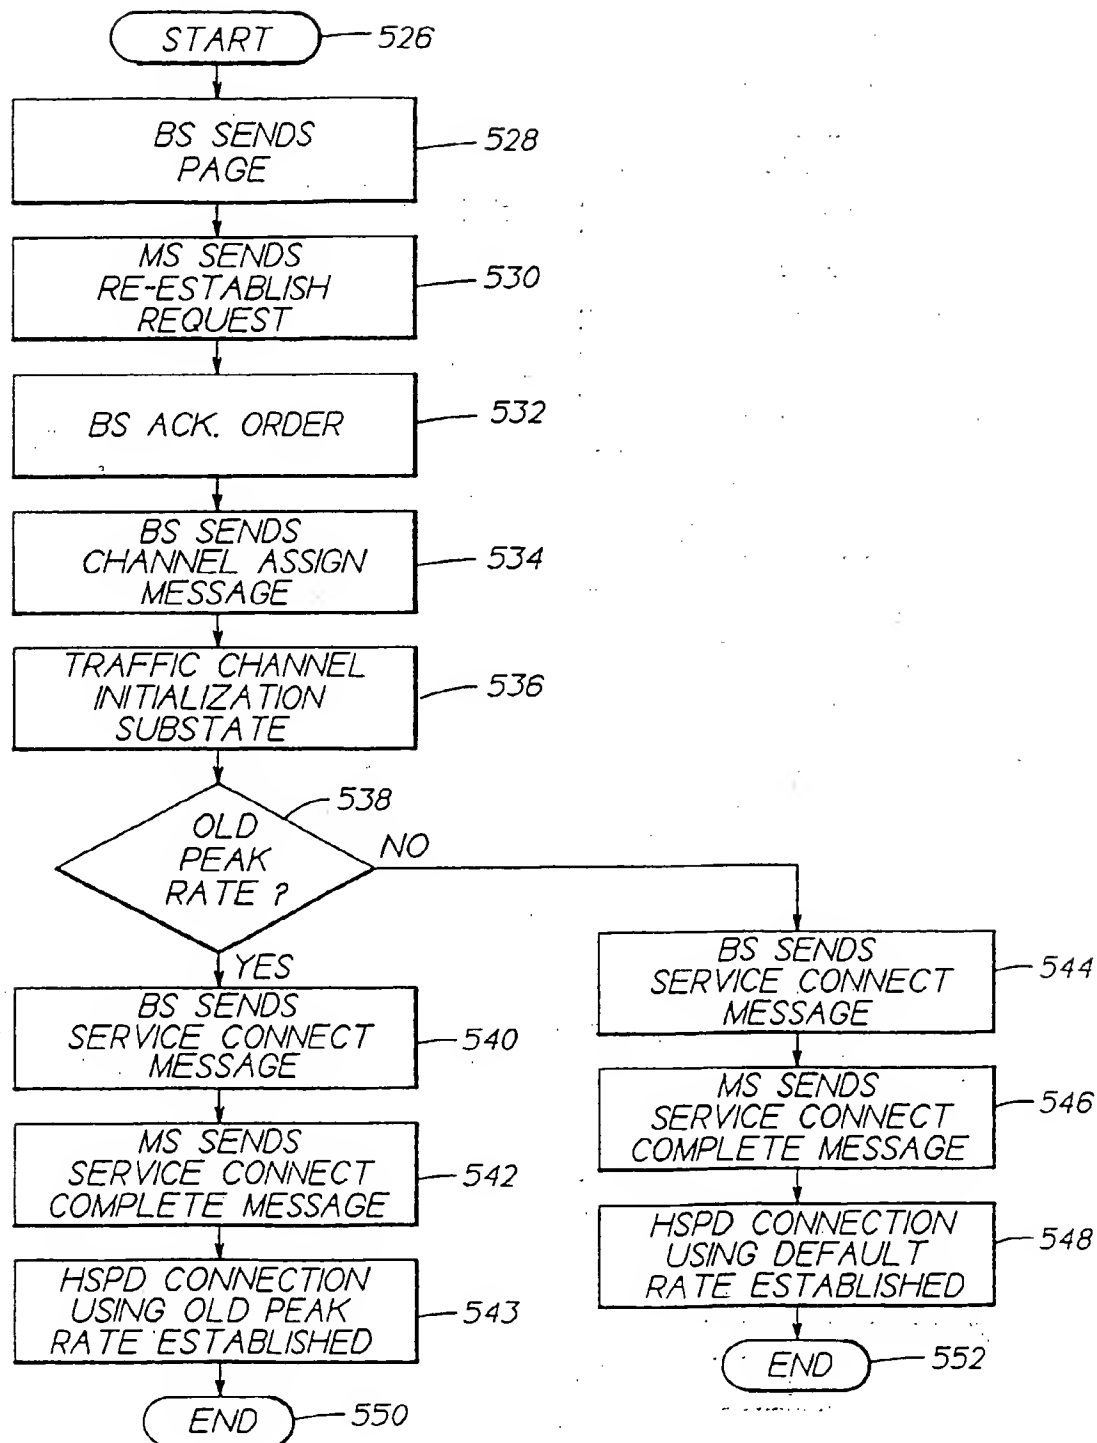 START
526
BS SENDS
PAGE
528
MS SENDS
RE-ESTABLISH
REQUEST
530
BS ACK. ORDER
532
BS SENDS
CHANNEL ASSIGN
MESSAGE
534
TRAFFIC CHANNEL
INITIALIZATION
SUBSTATE
536
OLD
PEAK
RATE ?
538
NO
YES
BS SENDS
SERVICE CONNECT
MESSAGE
540
MS SENDS
SERVICE CONNECT
COMPLETE MESSAGE
542
HSPD CONNECTION
USING OLD PEAK
RATE ESTABLISHED
543
END
550
BS SENDS
SERVICE CONNECT
MESSAGE
544
MS SENDS
SERVICE CONNECT
COMPLETE MESSAGE
546
HSPD CONNECTION
USING DEFAULT
RATE ESTABLISHED
548
END
552